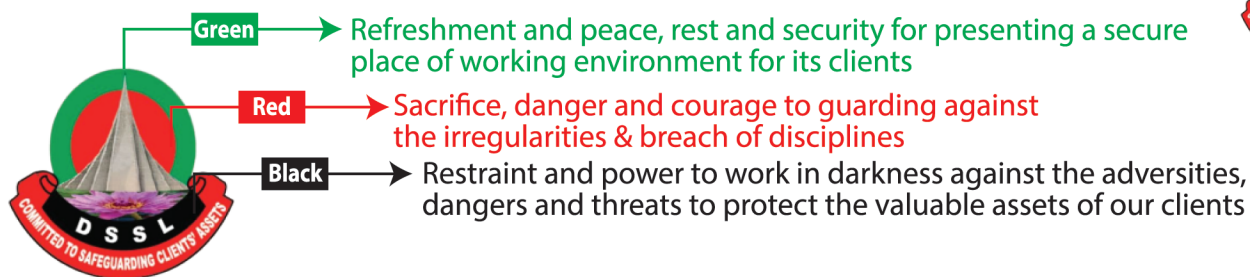 Green
Refreshment and peace, rest and security for presenting a secure
place of working environment for its clients
Red
Sacrifice, danger and courage to guarding against
the irregularities & breach of disciplines
Black
Restraint and power to work in darkness against the adversities,
dangers and threats to protect the valuable assets of our clients
DSSL
COMMITTED TO SAFEGUARDING CLIENTS' ASSETS